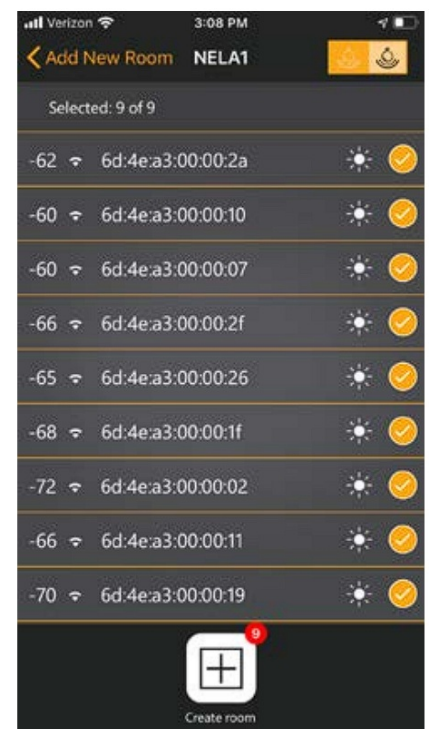 Verizon 3:08 PM
Add New Room NELA1
Selected: 9 of 9
-62 6d:4e:a3:00:00:2a
-60 6d:4e:a3:00:00:10
-60 6d:4e:a3:00:00:07
-66 6d:4e:a3:00:00:2f
-65 6d:4e:a3:00:00:26
-68 6d:4e:a3:00:00:1f
-72 6d:4e:a3:00:00:02
-66 6d:4e:a3:00:00:11
-70 6d:4e:a3:00:00:19
9
Create room